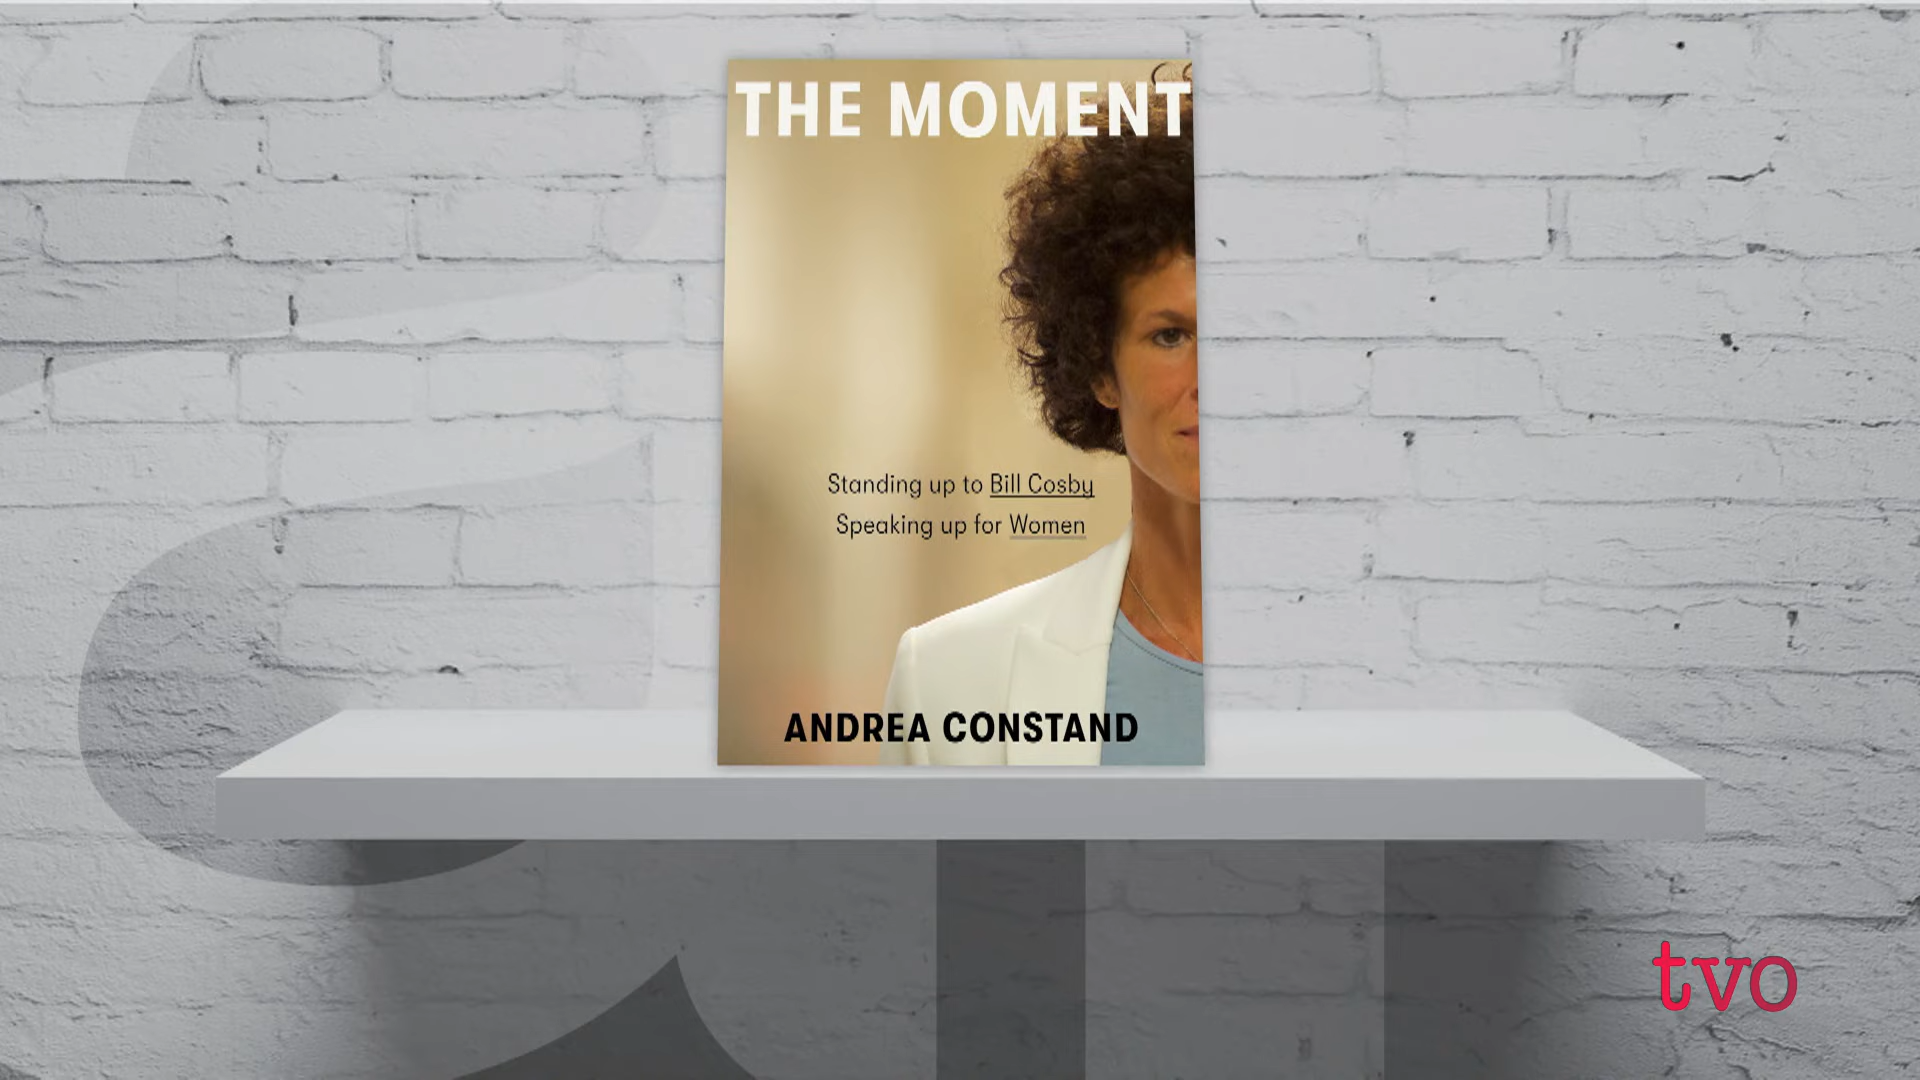 THE MOMENT
Standing up to Bill Cosby
Speaking up for Women
ANDREA CONSTAND
tvo